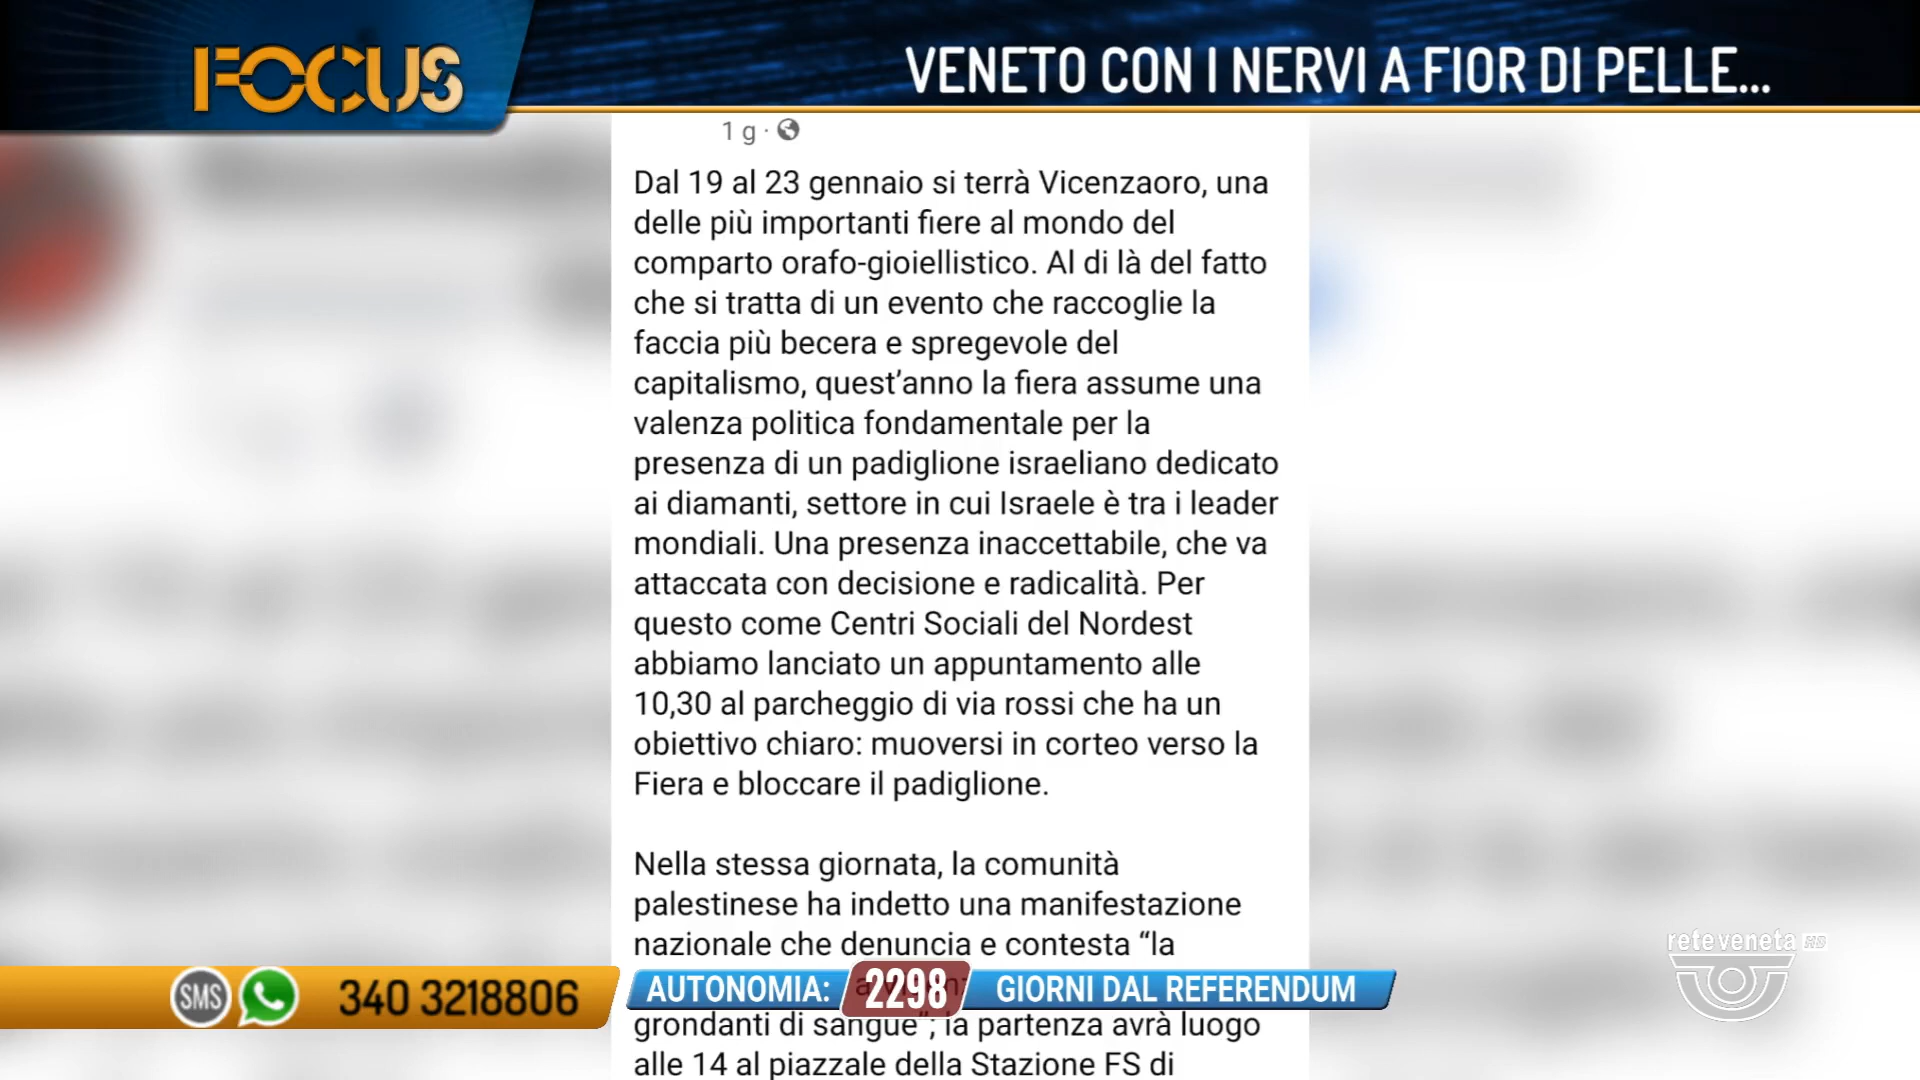 FOCUS
VENETO CON I NERVI A FIOR DI PELLE...
1 g ·
Dal 19 al 23 gennaio si terrà Vicenzaoro, una
delle più importanti fiere al mondo del
comparto orafo-gioiellistico. Al di là del fatto
che si tratta di un evento che raccoglie la
faccia più becera e spregevole del
capitalismo, quest’anno la fiera assume una
valenza politica fondamentale per la
presenza di un padiglione israeliano dedicato
ai diamanti, settore in cui Israele è tra i leader
mondiali. Una presenza inaccettabile, che va
attaccata con decisione e radicalità. Per
questo come Centri Sociali del Nordest
abbiamo lanciato un appuntamento alle
10,30 al parcheggio di via rossi che ha un
obiettivo chiaro: muoversi in corteo verso la
Fiera e bloccare il padiglione.
Nella stessa giornata, la comunità
palestinese ha indetto una manifestazione
nazionale che denuncia e contesta “la
grondanti di sangue”; la partenza avrà luogo
alle 14 al piazzale della Stazione FS di
SMS 340 3218806
AUTONOMIA: 2298 GIORNI DAL REFERENDUM
reteveneta HD